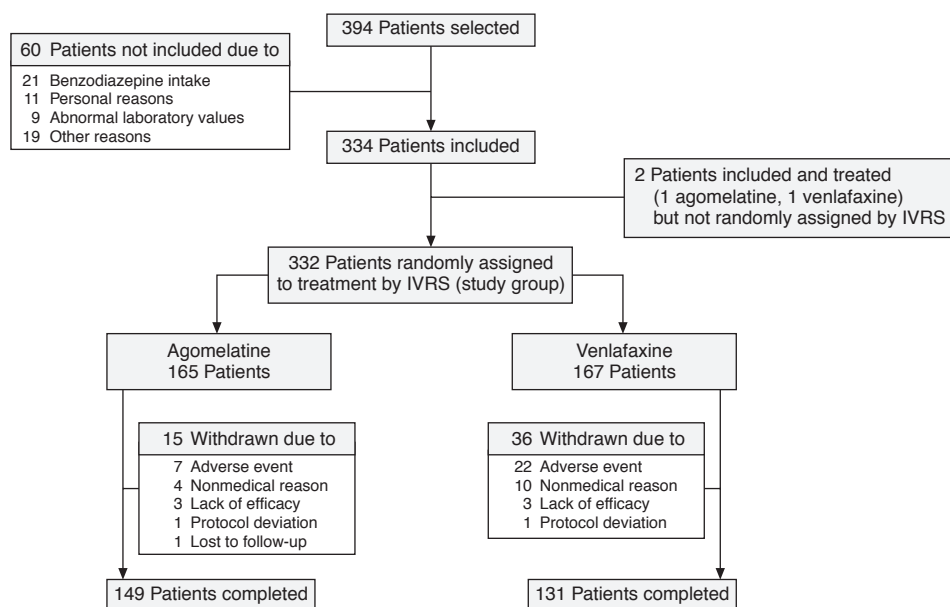 394 Patients selected
60 Patients not included due to
21 Benzodiazepine intake
11 Personal reasons
9 Abnormal laboratory values
19 Other reasons
334 Patients included
2 Patients included and treated
(1 agomelatine, 1 venlafaxine)
but not randomly assigned by IVRS
332 Patients randomly assigned
to treatment by IVRS (study group)
Agomelatine
165 Patients
Venlafaxine
167 Patients
15 Withdrawn due to
7 Adverse event
4 Nonmedical reason
3 Lack of efficacy
1 Protocol deviation
1 Lost to follow-up
36 Withdrawn due to
22 Adverse event
10 Nonmedical reason
3 Lack of efficacy
1 Protocol deviation
149 Patients completed
131 Patients completed